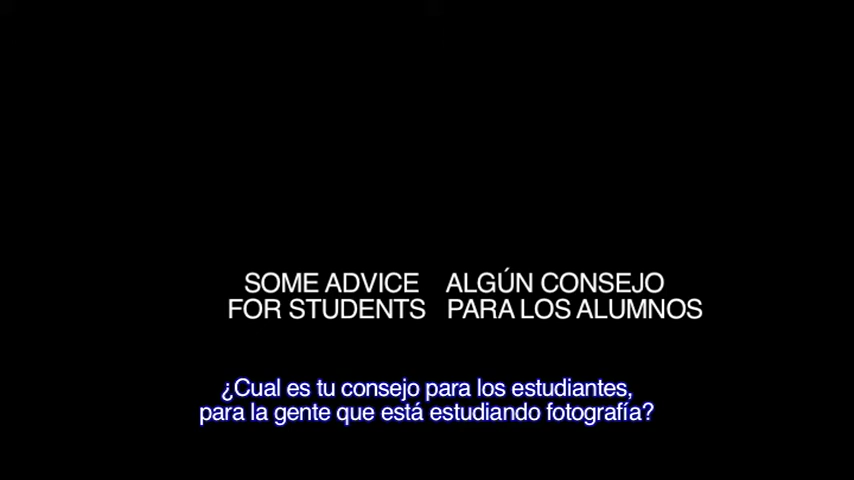 SOME ADVICE
FOR STUDENTS
ALGÚN CONSEJO
PARA LOS ALUMNOS
¿Cual es tu consejo para los estudiantes,
para la gente que está estudiando fotografía?